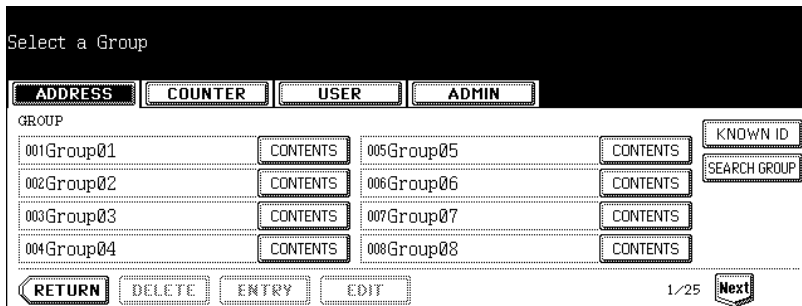 Select a Group
ADDRESS COUNTER USER ADMIN
GROUP
001Group01 CONTENTS 005Group05 CONTENTS KNOWN ID
002Group02 CONTENTS 006Group06 CONTENTS SEARCH GROUP
003Group03 CONTENTS 007Group07 CONTENTS
004Group04 CONTENTS 008Group08 CONTENTS
RETURN DELETE ENTRY EDIT 1/25 Next